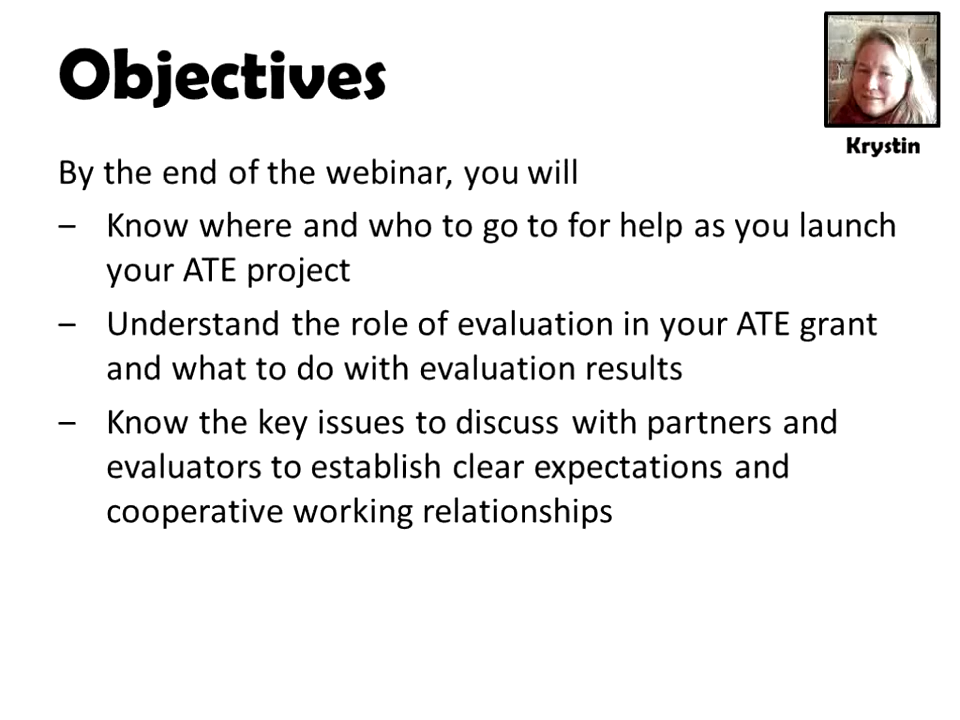 Objectives
Krystin
By the end of the webinar, you will
– Know where and who to go to for help as you launch
your ATE project
– Understand the role of evaluation in your ATE grant
and what to do with evaluation results
– Know the key issues to discuss with partners and
evaluators to establish clear expectations and
cooperative working relationships